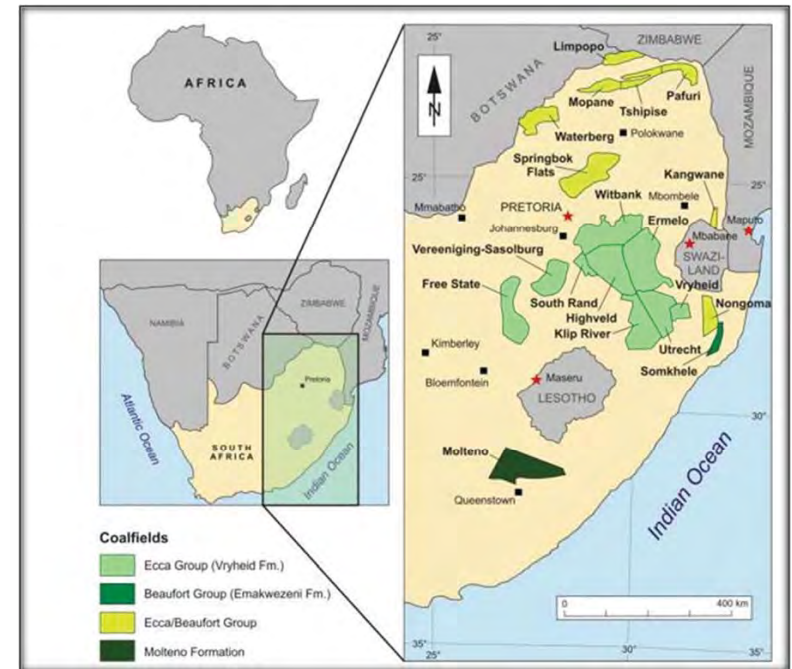 AFRICA
NAMIBIA
BOTSWANA
ZIMBABWE
MOZAMBIQUE
Pretoria
Atlantic Ocean
SOUTH
AFRICA
Indian Ocean
Coalfields
Ecca Group (Vryheid Fm.)
Beaufort Group (Emakwezeni Fm.)
Ecca/Beaufort Group
Molteno Formation
25°
Limpopo
ZIMBABWE
BOTSWANA
MOZAMBIQUE
N
Mopane
Tshipise
Pafuri
Waterberg
Polokwane
Springbok
Flats
25°
Kangwane
25°
Witbank
Mbombele
Mmabatho
PRETORIA
Ermelo
Maputo
Johannesburg
Mbabane
Vereeniging-Sasolburg
SWAZI-
LAND
Free State
Vryheid
South Rand
Nongoma
Highveld
Klip River
Kimberley
Utrecht
Somkhele
Bloemfontein
Maseru
LESOTHO
30°
Molteno
Queenstown
Indian Ocean
0
400 km
35°
25°
30°
35°